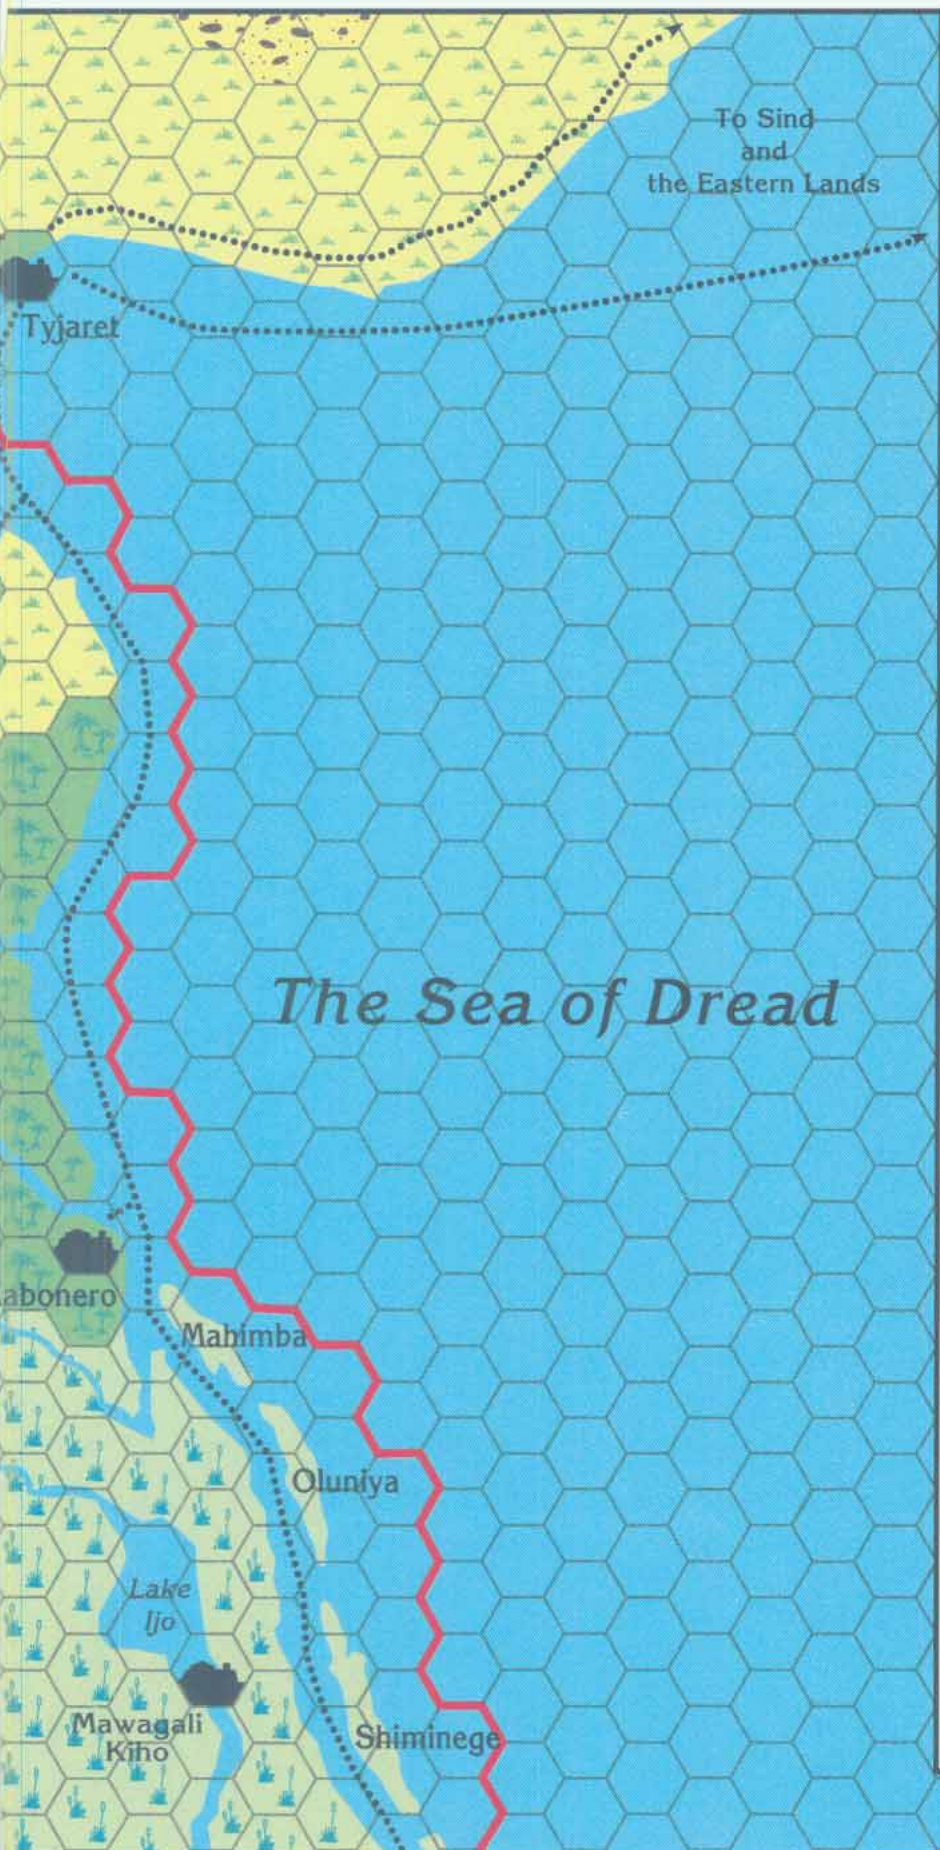 To Sind
and
the Eastern Lands
Tyjaret
The Sea of Dread
abonero
Mahimba
Oluniya
Lake
Ijo
Mawagali
Kiho
Shiminege